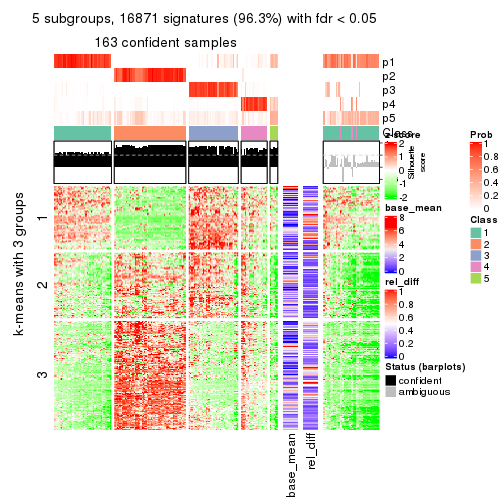 5 subgroups, 16871 signatures (96.3%) with fdr < 0.05
163 confident samples
p1
p2
p3
p4
p5
Class
Silhouette
score
k-means with 3 groups
1
2
3
base_mean
rel_diff
z-score
2
1
0
-1
-2
base_mean
8
6
4
2
0
rel_diff
1
0.8
0.6
0.4
0.2
0
Status (barplots)
confident
ambiguous
Prob
1
0.8
0.6
0.4
0.2
0
Class
1
2
3
4
5